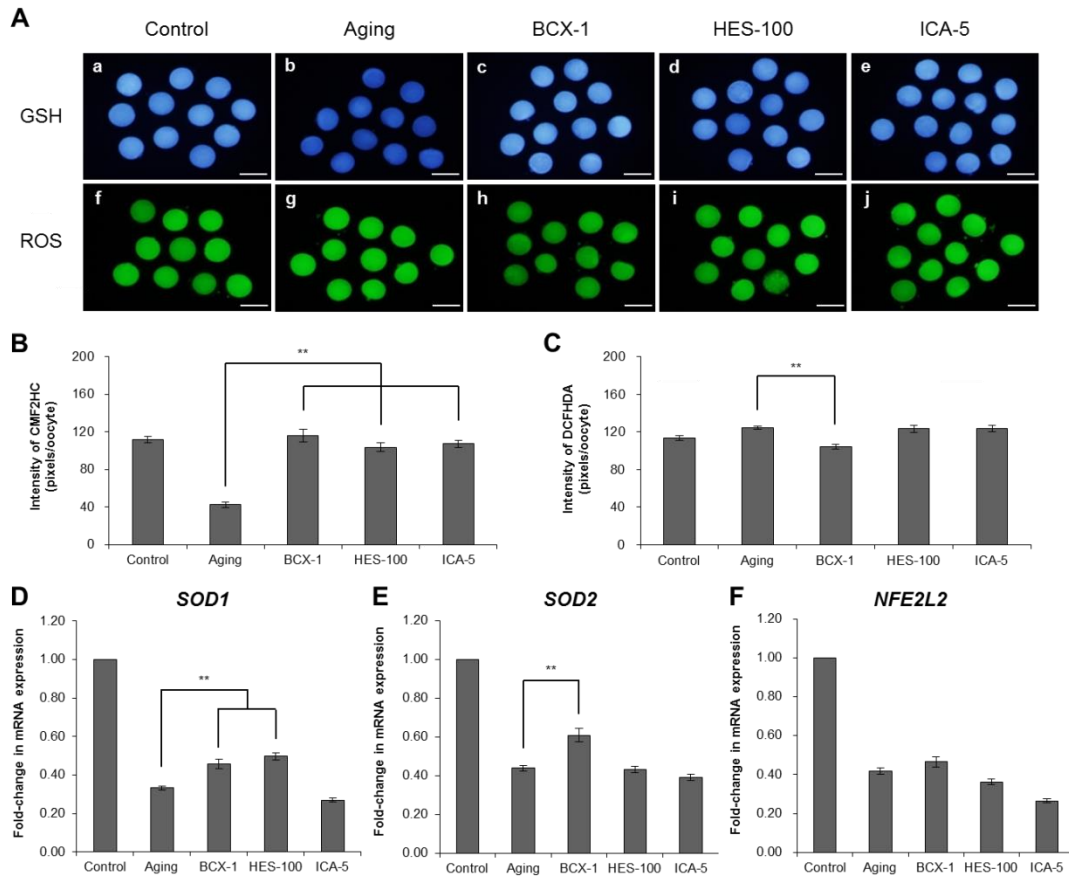 A
Control Aging BCX-1 HES-100 ICA-5
GSH
a b c d e
ROS
f g h i j
B
Intensity of CMF2HC
(pixels/oocyte)
200
160
120
80
40
0
**
Control Aging BCX-1 HES-100 ICA-5
C
Intensity of DCFHDA
(pixels/oocyte)
200
160
120
80
40
0
**
Control Aging BCX-1 HES-100 ICA-5
D
SOD1
Fold-change in mRNA expression
1.20
1.00
0.80
0.60
0.40
0.20
0.00
**
Control Aging BCX-1 HES-100 ICA-5
E
SOD2
Fold-change in mRNA expression
1.20
1.00
0.80
0.60
0.40
0.20
0.00
**
Control Aging BCX-1 HES-100 ICA-5
F
NFE2L2
Fold-change in mRNA expression
1.20
1.00
0.80
0.60
0.40
0.20
0.00
Control Aging BCX-1 HES-100 ICA-5